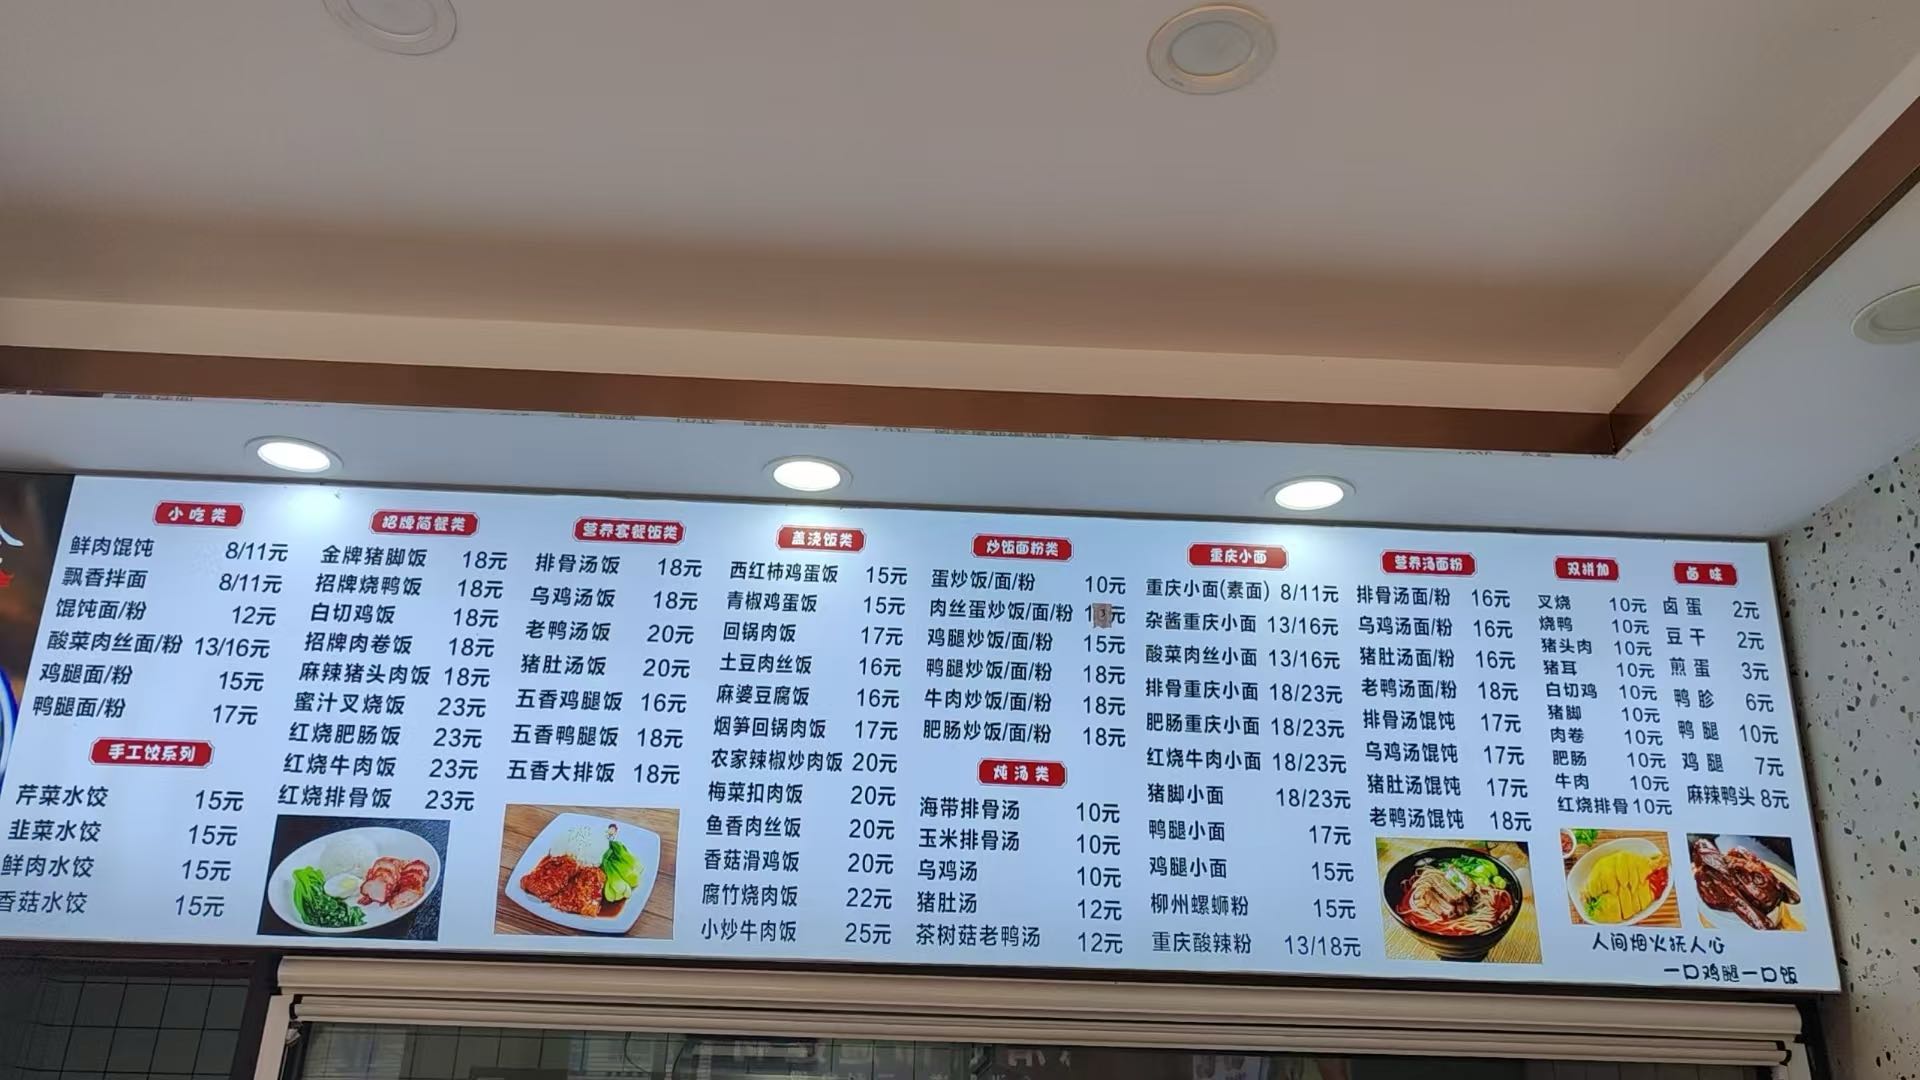 小吃类
鲜肉馄饨 8/11元
飘香拌面 8/11元
馄饨面/粉 12元
酸菜肉丝面/粉 13/16元
鸡腿面/粉 15元
鸭腿面/粉 17元
手工饺系列
芹菜水饺 15元
韭菜水饺 15元
鲜肉水饺 15元
香菇水饺 15元
招牌简餐类
金牌猪脚饭 18元
招牌烧鸭饭 18元
白切鸡饭 18元
招牌肉卷饭 18元
麻辣猪头肉饭 18元
蜜汁叉烧饭 23元
红烧肥肠饭 23元
红烧牛肉饭 23元
红烧排骨饭 23元
营养套餐饭类
排骨汤饭 18元
乌鸡汤饭 18元
老鸭汤饭 20元
猪肚汤饭 20元
五香鸡腿饭 16元
五香鸭腿饭 18元
五香大排饭 18元
盖浇饭类
西红柿鸡蛋饭 15元
青椒鸡蛋饭 15元
回锅肉饭 17元
土豆肉丝饭 16元
麻婆豆腐饭 16元
烟笋回锅肉饭 17元
农家辣椒炒肉饭 20元
梅菜扣肉饭 20元
鱼香肉丝饭 20元
香菇滑鸡饭 20元
腐竹烧肉饭 22元
小炒牛肉饭 25元
炒饭面粉类
蛋炒饭/面/粉 10元
肉丝蛋炒饭/面/粉 13元
鸡腿炒饭/面/粉 15元
鸭腿炒饭/面/粉 18元
牛肉炒饭/面/粉 18元
肥肠炒饭/面/粉 18元
炖汤类
海带排骨汤 10元
玉米排骨汤 10元
乌鸡汤 10元
猪肚汤 12元
茶树菇老鸭汤 12元
重庆小面
重庆小面(素面) 8/11元
杂酱重庆小面 13/16元
酸菜肉丝小面 13/16元
排骨重庆小面 18/23元
肥肠重庆小面 18/23元
红烧牛肉小面 18/23元
猪脚小面 18/23元
鸭腿小面 17元
鸡腿小面 15元
柳州螺蛳粉 15元
重庆酸辣粉 13/18元
营养汤面粉
排骨汤面/粉 16元
乌鸡汤面/粉 16元
猪肚汤面/粉 16元
老鸭汤面/粉 18元
排骨汤馄饨 17元
乌鸡汤馄饨 17元
猪肚汤馄饨 17元
老鸭汤馄饨 18元
双拼加
叉烧 10元
烧鸭 10元
猪头肉 10元
猪耳 10元
白切鸡 10元
猪脚 10元
肉卷 10元
肥肠 10元
牛肉 10元
红烧排骨 10元
卤味
卤蛋 2元
豆干 2元
煎蛋 3元
鸭胗 6元
鸭腿 10元
鸡腿 7元
麻辣鸭头 8元
人间烟火抚人心
一口鸡腿一口饭